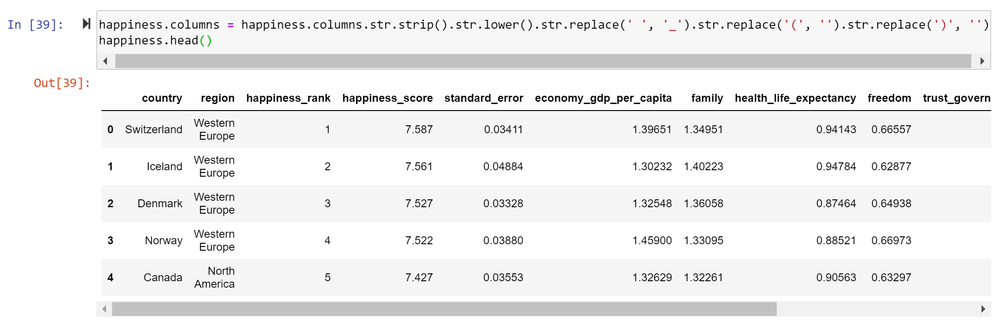 In [39]:
happiness.columns = happiness.columns.str.strip().str.lower().str.replace(' ', '_').str.replace('(', '').str.replace(')', '')
happiness.head()
Out[39]:
country region happiness_rank happiness_score standard_error economy_gdp_per_capita family health_life_expectancy freedom trust_govern
0 Switzerland Western Europe 1 7.587 0.03411 1.39651 1.34951 0.94143 0.66557
1 Iceland Western Europe 2 7.561 0.04884 1.30232 1.40223 0.94784 0.62877
2 Denmark Western Europe 3 7.527 0.03328 1.32548 1.36058 0.87464 0.64938
3 Norway Western Europe 4 7.522 0.03880 1.45900 1.33095 0.88521 0.66973
4 Canada North America 5 7.427 0.03553 1.32629 1.32261 0.90563 0.63297